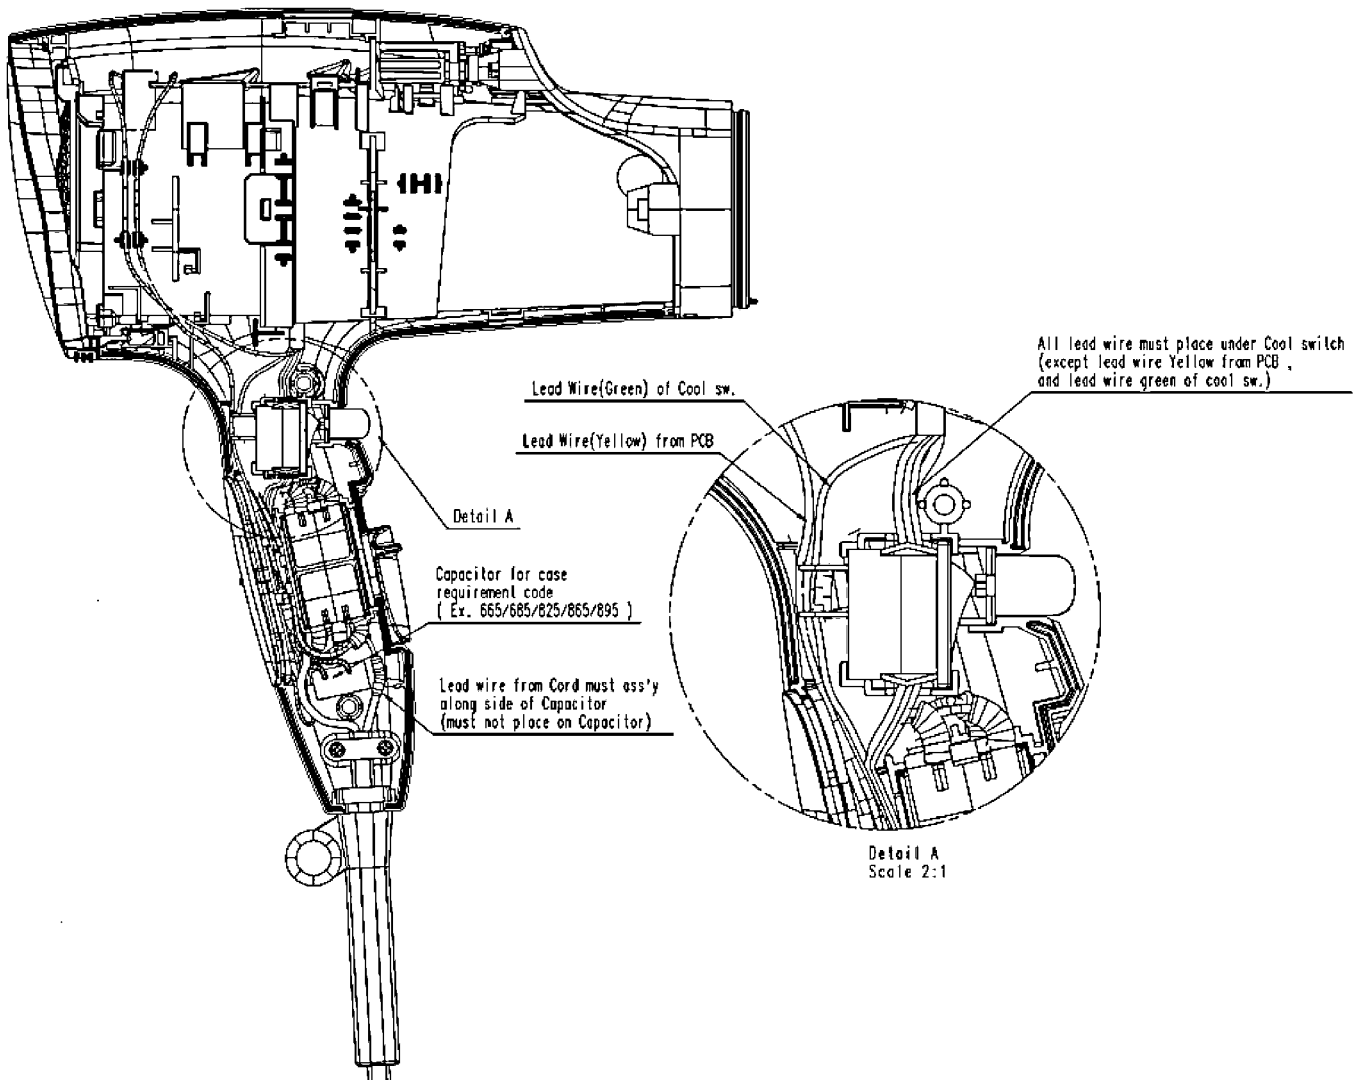 All lead wire must place under Cool switch
(except lead wire Yellow from PCB ,
and lead wire green of cool sw.)
Lead Wire(Green) of Cool sw.
Lead Wire(Yellow) from PCB
Detail A
Capacitor for case
requirement code
( Ex. 665/685/825/865/895 )
Lead wire from Cord must ass'y
along side of Capacitor
(must not place on Capacitor)
Detail A
Scale 2:1